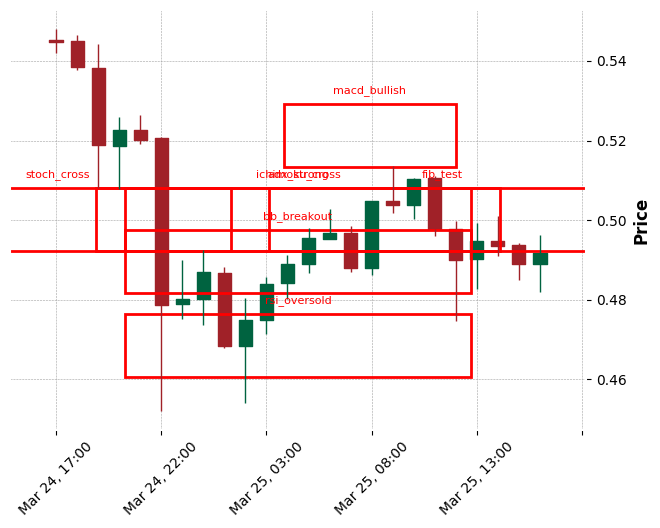 macd_bullish
stoch_cross
adx_strong
fib_test
bb_breakout
rsi_oversold
0.54
0.52
0.50
0.48
0.46
Price
Mar 24, 17:00
Mar 24, 22:00
Mar 25, 03:00
Mar 25, 08:00
Mar 25, 13:00